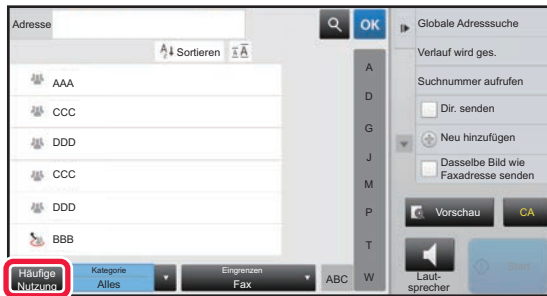 Adresse
OK
Sortieren
AAA
CCC
DDD
CCC
DDD
BBB
A
D
G
J
M
P
T
W
Häufige
Nutzung
Kategorie
Alles
Eingrenzen
Fax
ABC
Globale Adresssuche
Verlauf wird ges.
Suchnummer aufrufen
Dir. senden
Neu hinzufügen
Dasselbe Bild wie
Faxadresse senden
Vorschau
CA
Laut-
sprecher
Start